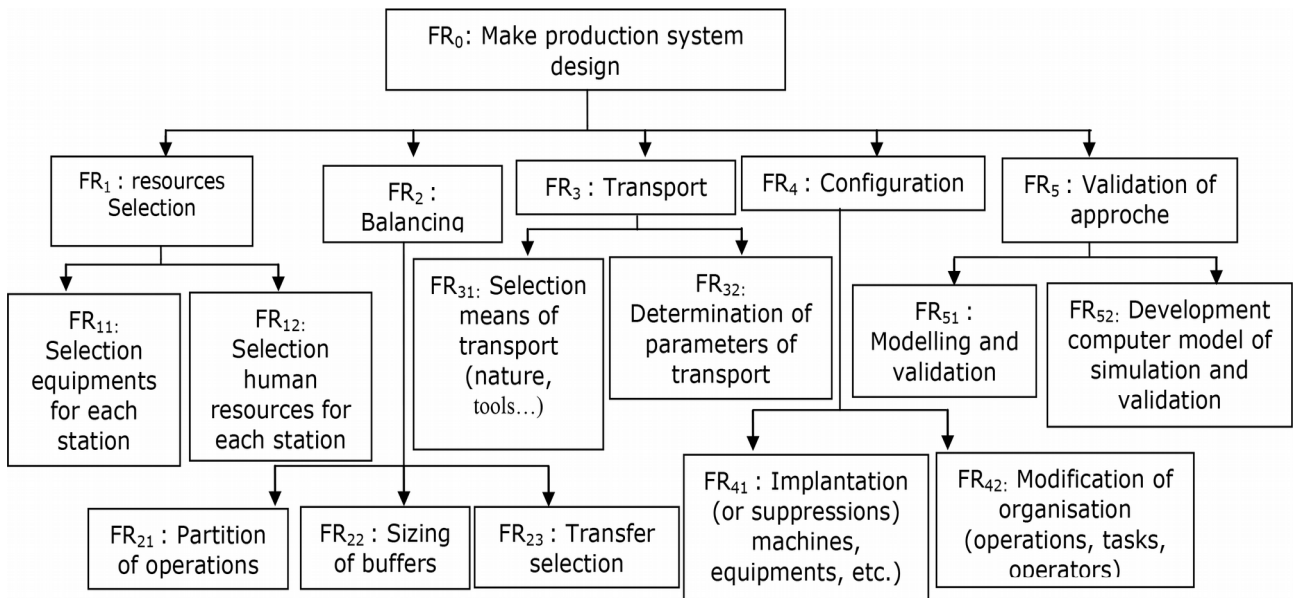 FR0: Make production system
design
FR1 : resources
Selection
FR2 :
Balancing
FR3 : Transport
FR4 : Configuration
FR5 : Validation of
approche
FR11:
Selection
equipments
for each
station
FR12:
Selection
human
resources for
each station
FR31: Selection
means of
transport
(nature,
tools…)
FR32:
Determination of
parameters of
transport
FR51 :
Modelling and
validation
FR52: Development
computer model of
simulation and
validation
FR21 : Partition
of operations
FR22 : Sizing
of buffers
FR23 : Transfer
selection
FR41 : Implantation
(or suppressions)
machines,
equipments, etc.)
FR42: Modification of
organisation
(operations, tasks,
operators)